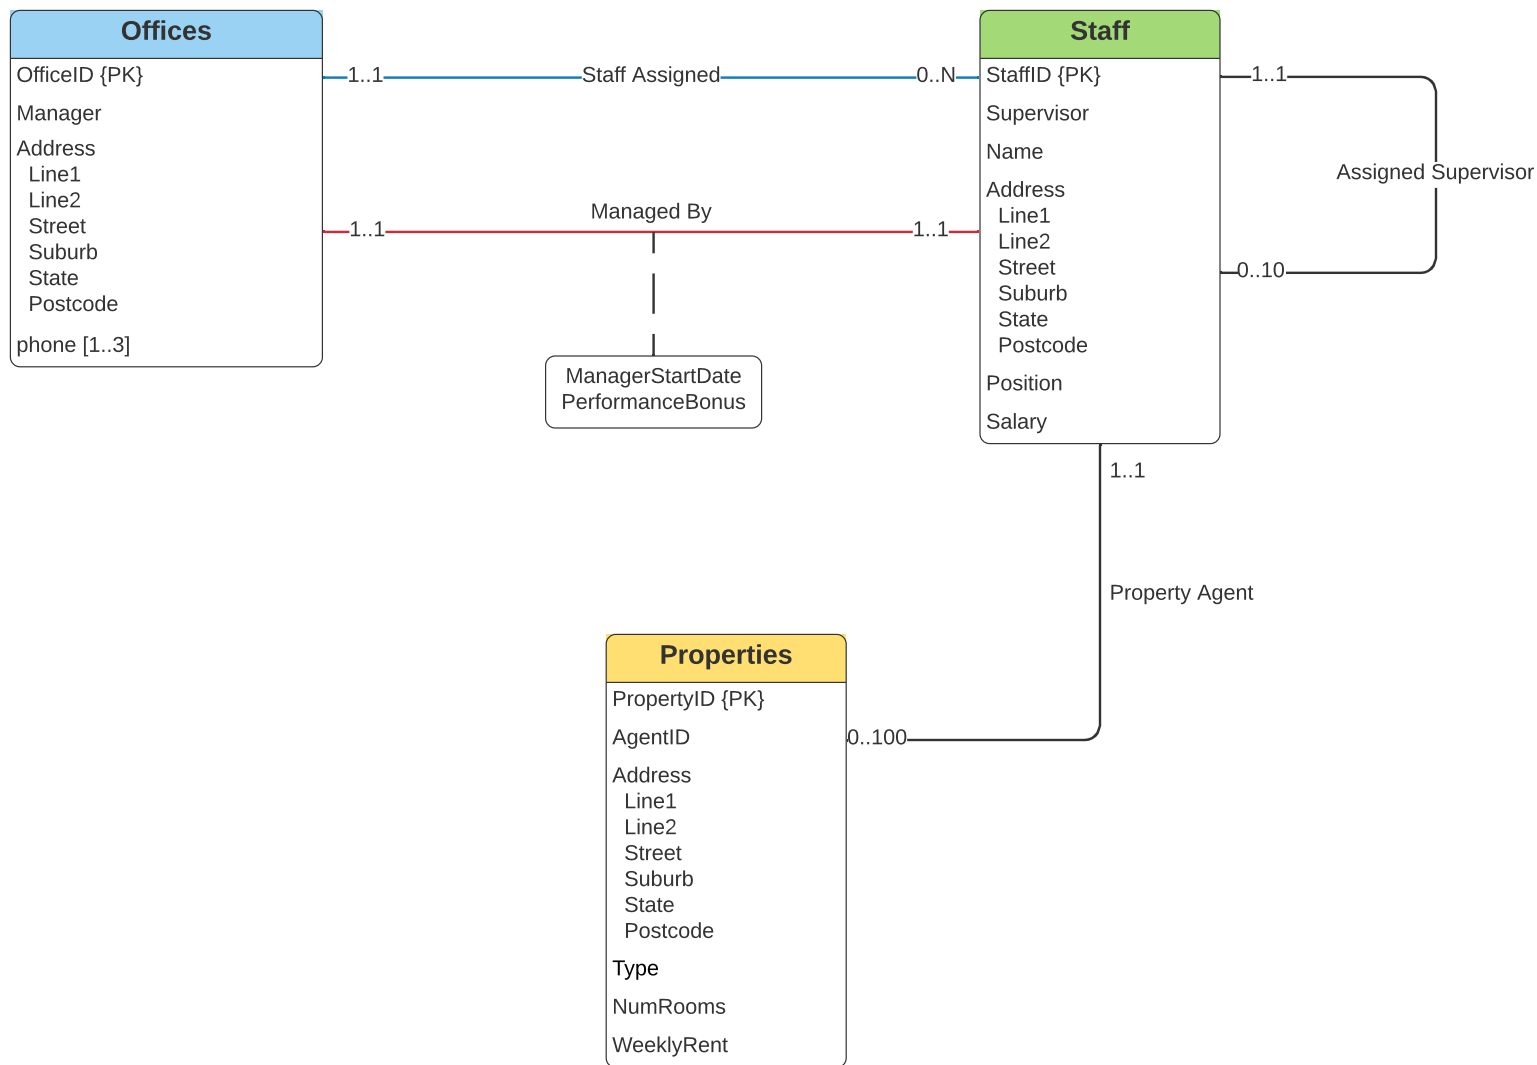 Offices
OfficeID {PK}
Manager
Address
Line1
Line2
Street
Suburb
State
Postcode
phone [1..3]
1..1
Staff Assigned
0..N
1..1
Managed By
1..1
ManagerStartDate
PerformanceBonus
Staff
StaffID {PK}
Supervisor
Name
Address
Line1
Line2
Street
Suburb
State
Postcode
Position
Salary
1..1
Assigned Supervisor
0..10
1..1
Property Agent
0..100
Properties
PropertyID {PK}
AgentID
Address
Line1
Line2
Street
Suburb
State
Postcode
Type
NumRooms
WeeklyRent